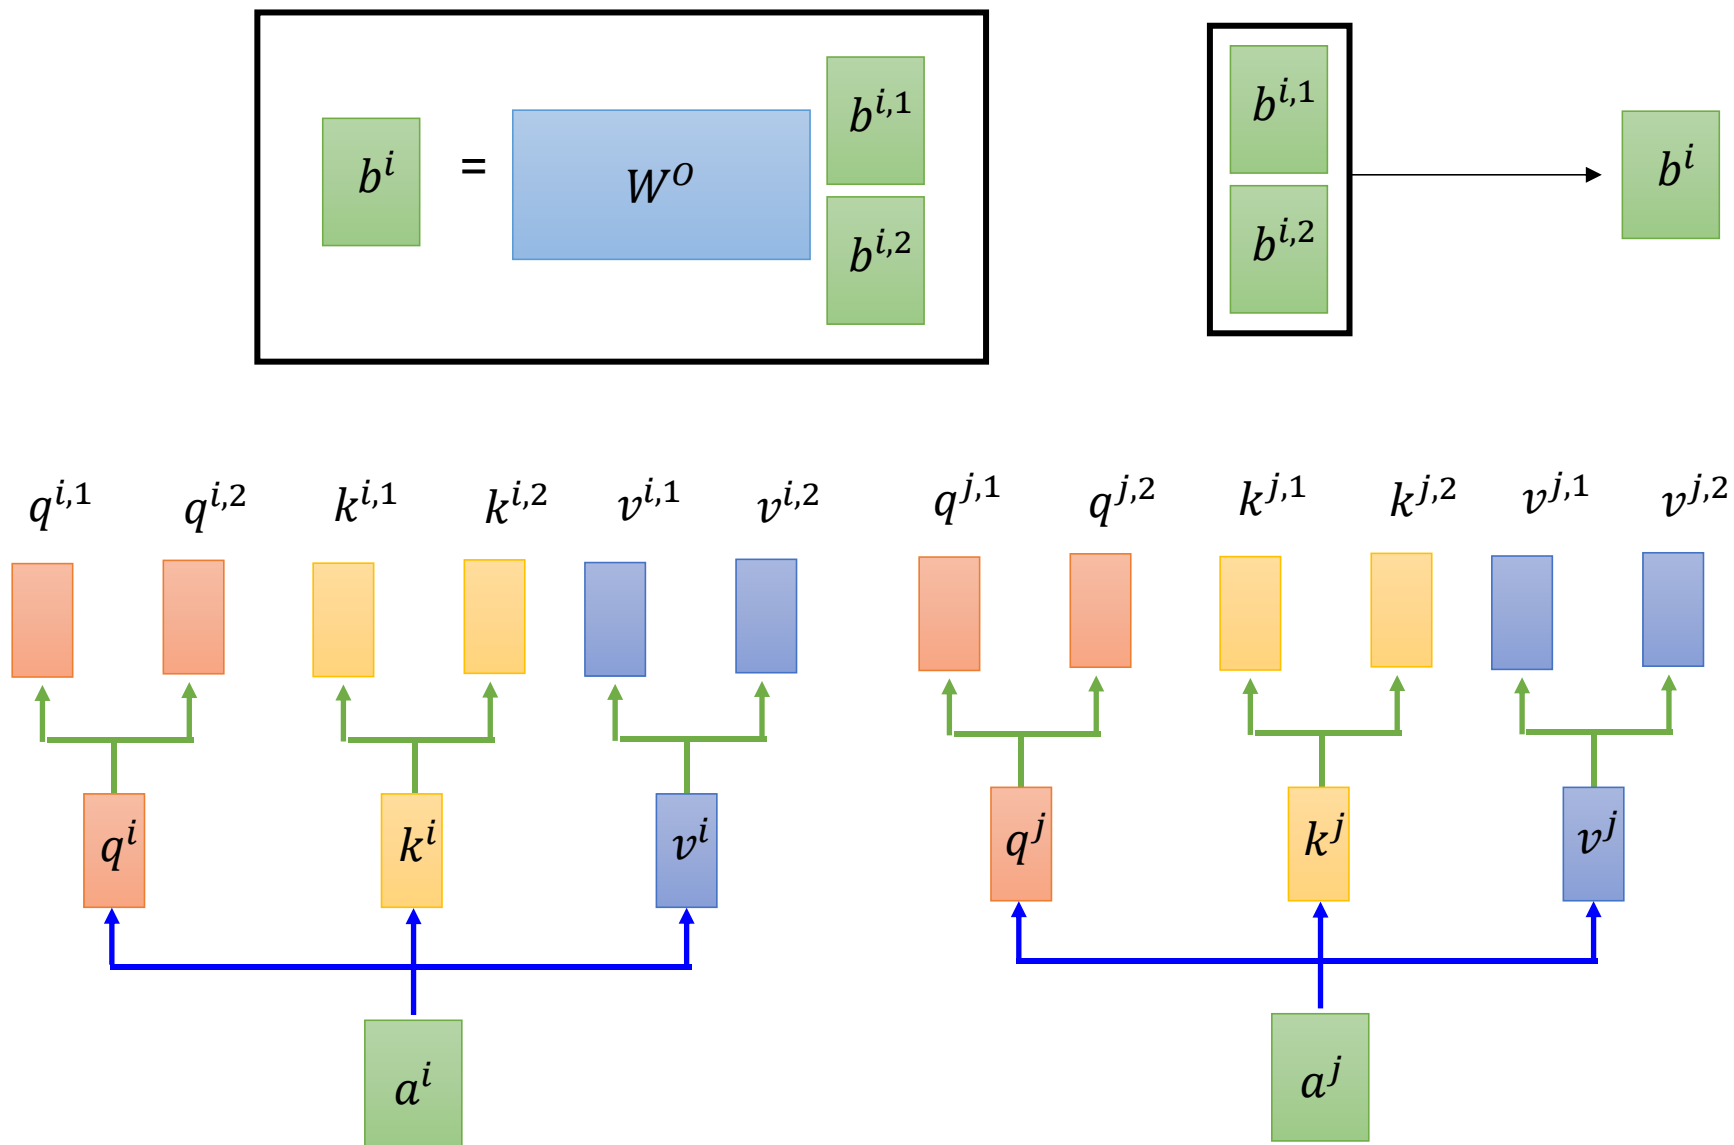 b^{i,1} b^{i,1}
b^i = W^O b^i
b^{i,2} b^{i,2}
q^{i,1} q^{i,2} k^{i,1} k^{i,2} v^{i,1} v^{i,2} q^{j,1} q^{j,2} k^{j,1} k^{j,2} v^{j,1} v^{j,2}
q^i k^i v^i q^j k^j v^j
a^i a^j